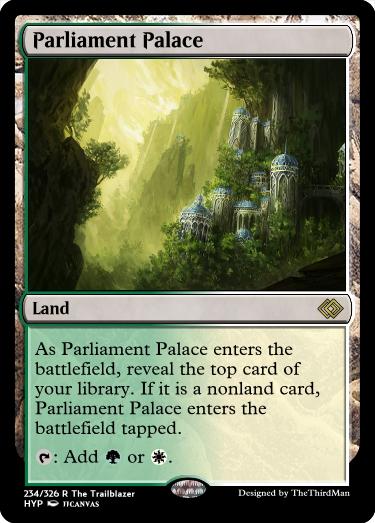 Parliament Palace
Land
As Parliament Palace enters the
battlefield, reveal the top card of
your library. If it is a nonland card,
Parliament Palace enters the
battlefield tapped.
: Add or .
234/326 R The Trailblazer
HYP JJCANVAS
Designed by TheThirdMan